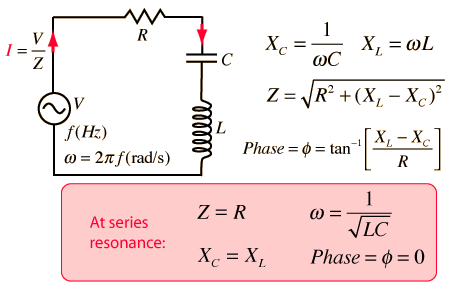 I = V/Z
R
C
V
L
f(Hz)
ω = 2πf(rad/s)
X_C = 1/ωC X_L = ωL
Z = √(R² + (X_L − X_C)²)
Phase = ϕ = tan⁻¹[(X_L − X_C)/R]
At series
resonance:
Z = R ω = 1/√LC
X_C = X_L Phase = ϕ = 0